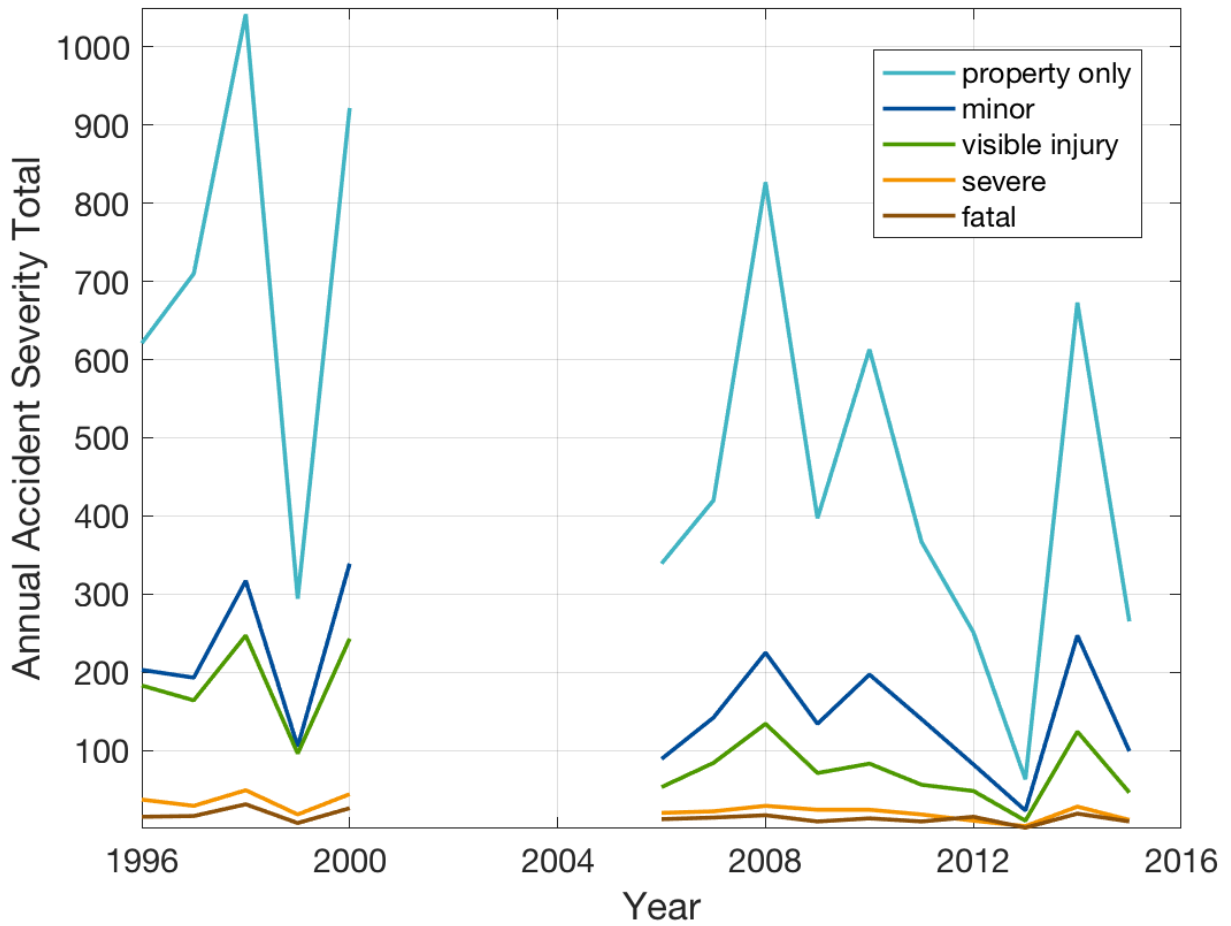 1000
900
800
700
600
500
400
300
200
100
Annual Accident Severity Total
property only
minor
visible injury
severe
fatal
1996 2000 2004 2008 2012 2016
Year